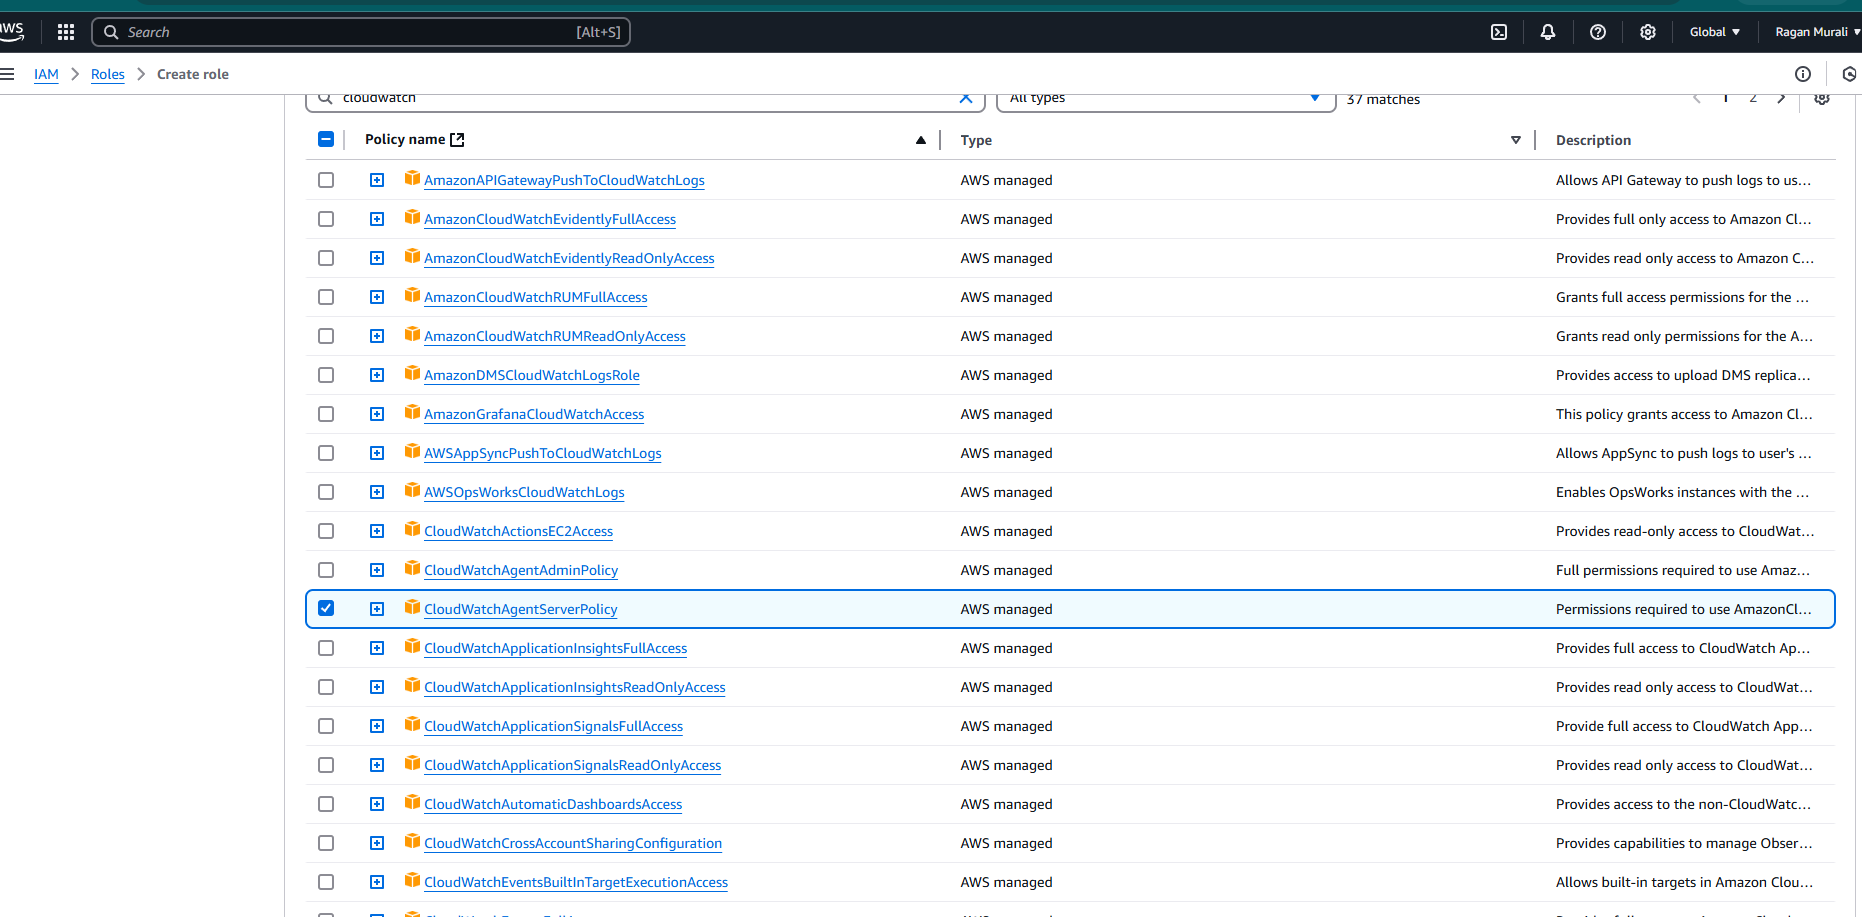 aws Search [Alt+S] Global Ragan Murali
IAM Roles Create role
cloudwatch All types 37 matches 1 2
Policy name Type Description
AmazonAPIGatewayPushToCloudWatchLogs AWS managed Allows API Gateway to push logs to us...
AmazonCloudWatchEvidentlyFullAccess AWS managed Provides full only access to Amazon Cl...
AmazonCloudWatchEvidentlyReadOnlyAccess AWS managed Provides read only access to Amazon C...
AmazonCloudWatchRUMFullAccess AWS managed Grants full access permissions for the ...
AmazonCloudWatchRUMReadOnlyAccess AWS managed Grants read only permissions for the A...
AmazonDMSCloudWatchLogsRole AWS managed Provides access to upload DMS replica...
AmazonGrafanaCloudWatchAccess AWS managed This policy grants access to Amazon Cl...
AWSAppSyncPushToCloudWatchLogs AWS managed Allows AppSync to push logs to user's ...
AWSOpsWorksCloudWatchLogs AWS managed Enables OpsWorks instances with the ...
CloudWatchActionsEC2Access AWS managed Provides read-only access to CloudWat...
CloudWatchAgentAdminPolicy AWS managed Full permissions required to use Amaz...
CloudWatchAgentServerPolicy AWS managed Permissions required to use AmazonCl...
CloudWatchApplicationInsightsFullAccess AWS managed Provides full access to CloudWatch Ap...
CloudWatchApplicationInsightsReadOnlyAccess AWS managed Provides read only access to CloudWat...
CloudWatchApplicationSignalsFullAccess AWS managed Provide full access to CloudWatch App...
CloudWatchApplicationSignalsReadOnlyAccess AWS managed Provides read only access to CloudWat...
CloudWatchAutomaticDashboardsAccess AWS managed Provides access to the non-CloudWatc...
CloudWatchCrossAccountSharingConfiguration AWS managed Provides capabilities to manage Obser...
CloudWatchEventsBuiltInTargetExecutionAccess AWS managed Allows built-in targets in Amazon Clou...